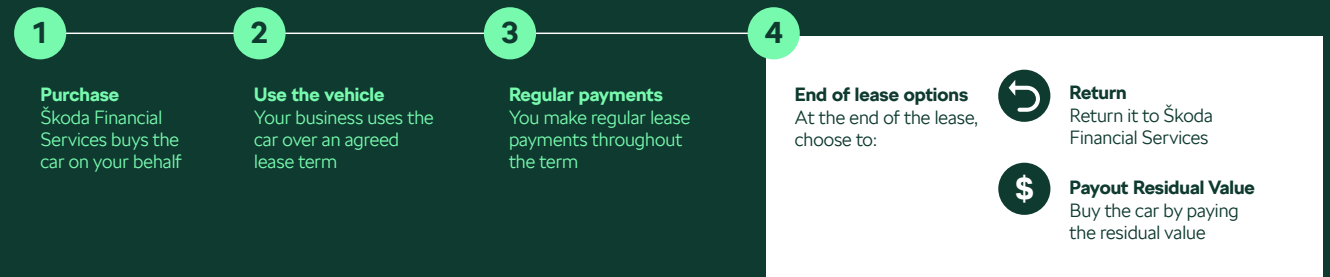 1
Purchase
Škoda Financial
Services buys the
car on your behalf
2
Use the vehicle
Your business uses the
car over an agreed
lease term
3
Regular payments
You make regular lease
payments throughout
the term
4
End of lease options
At the end of the lease,
choose to:
Return
Return it to Škoda
Financial Services
$
Payout Residual Value
Buy the car by paying
the residual value